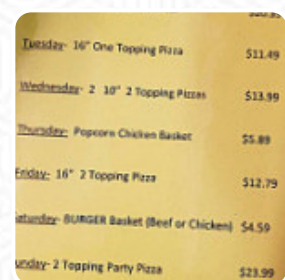 Tuesday- 16" One Topping Pizza $11.49
Wednesday- 2 10" 2 Topping Pizzas $13.99
Thursday- Popcorn Chicken Basket $5.89
Friday- 16" 2 Topping Pizza $12.79
aturday- BURGER Basket (Beef or Chicken) $4.59
unday- 2 Topping Party Pizza $23.99